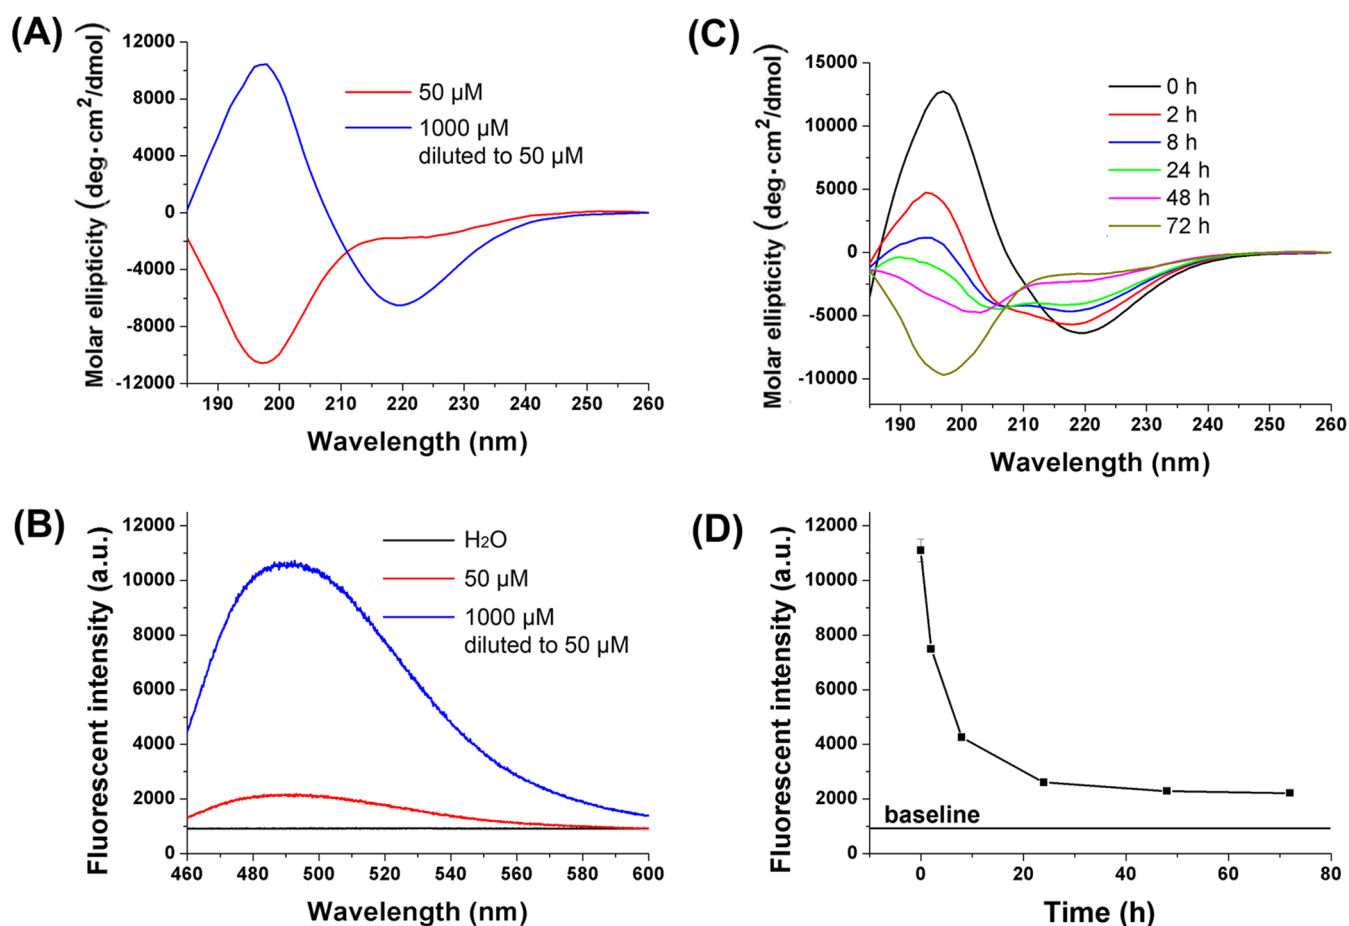 (A)
Molar ellipticity (deg·cm²/dmol)
12000
8000
4000
0
-4000
-8000
-12000
50 µM
1000 µM
diluted to 50 µM
190 200 210 220 230 240 250 260
Wavelength (nm)
(C)
Molar ellipticity (deg·cm²/dmol)
15000
10000
5000
0
-5000
-10000
0 h
2 h
8 h
24 h
48 h
72 h
190 200 210 220 230 240 250 260
Wavelength (nm)
(B)
Fluorescent intensity (a.u.)
12000
10000
8000
6000
4000
2000
0
H₂O
50 µM
1000 µM
diluted to 50 µM
460 480 500 520 540 560 580 600
Wavelength (nm)
(D)
Fluorescent intensity (a.u.)
12000
10000
8000
6000
4000
2000
0
baseline
0 20 40 60 80
Time (h)